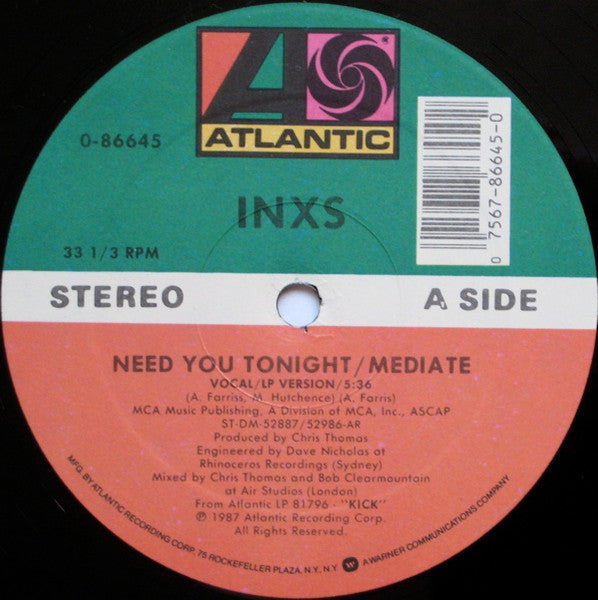 ATLANTIC
0-86645
INXS
33 1/3 RPM
0 7567-86645-0
STEREO
A SIDE
NEED YOU TONIGHT/MEDIATE
VOCAL/LP VERSION/5:36
(A. Farriss, M. Hutchence) (A. Farris)
MCA Music Publishing, A Division of MCA, Inc., ASCAP
ST-DM-52887/52986-AR
Produced by Chris Thomas
Engineered by Dave Nicholas at
Rhinoceros Recordings (Sydney)
Mixed by Chris Thomas and Bob Clearmountain
at Air Studios (London)
From Atlantic LP 81796 - "KICK"
℗ 1987 Atlantic Recording Corp.
All Rights Reserved.
MFG. BY ATLANTIC RECORDING CORP. 75 ROCKEFELLER PLAZA, N.Y., N.Y. W A WARNER COMMUNICATIONS COMPANY